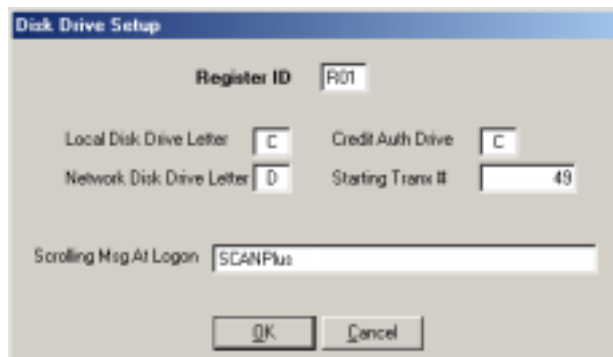 Disk Drive Setup
Register ID R01
Local Disk Drive Letter C Credit Auth Drive C
Network Disk Drive Letter D Starting Tranx # 49
Scrolling Msg At Logon SCANPlus
OK Cancel